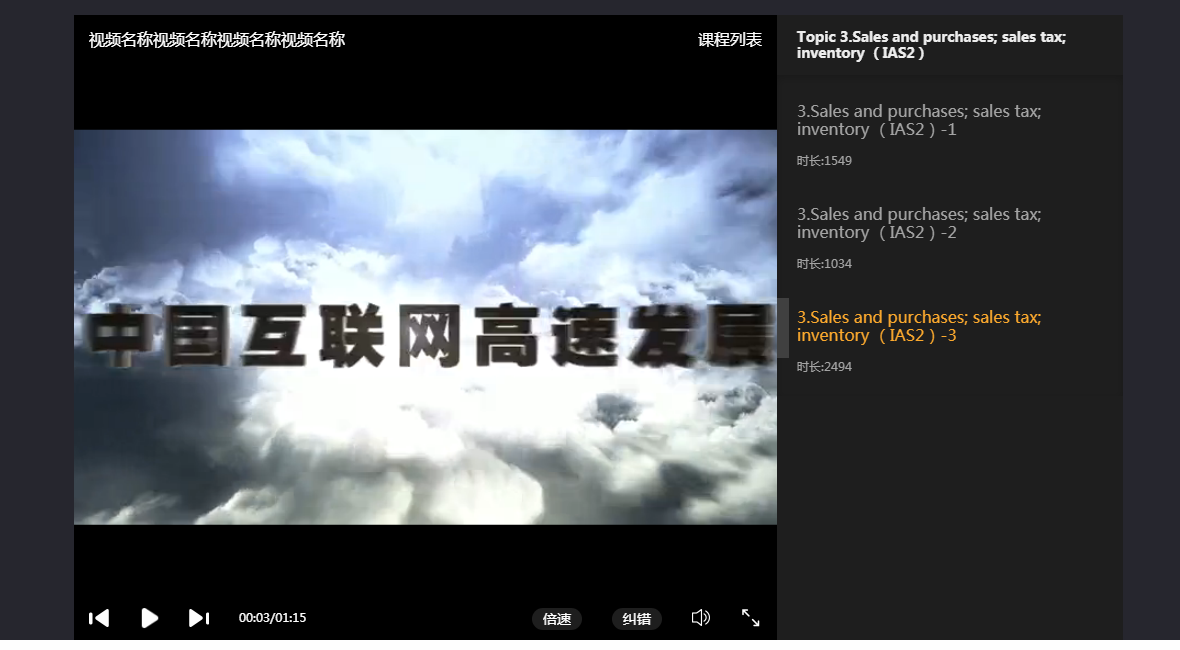 视频名称视频名称视频名称视频名称
课程列表
中国互联网高速发展
00:03/01:15
倍速
纠错
Topic 3.Sales and purchases; sales tax;
inventory（IAS2）
3.Sales and purchases; sales tax;
inventory（IAS2）-1
时长:1549
3.Sales and purchases; sales tax;
inventory（IAS2）-2
时长:1034
3.Sales and purchases; sales tax;
inventory（IAS2）-3
时长:2494